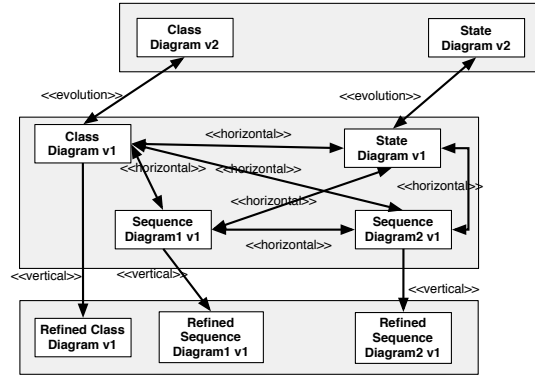 Class
Diagram v2
State
Diagram v2
<<evolution>>
<<evolution>>
Class
Diagram v1
<<horizontal>>
State
Diagram v1
<<horizontal>>
<<horizontal>>
<<horizontal>>
<<horizontal>>
Sequence
Diagram1 v1
Sequence
Diagram2 v1
<<horizontal>>
<<vertical>>
<<vertical>>
<<vertical>>
Refined Class
Diagram v1
Refined
Sequence
Diagram1 v1
Refined
Sequence
Diagram2 v1